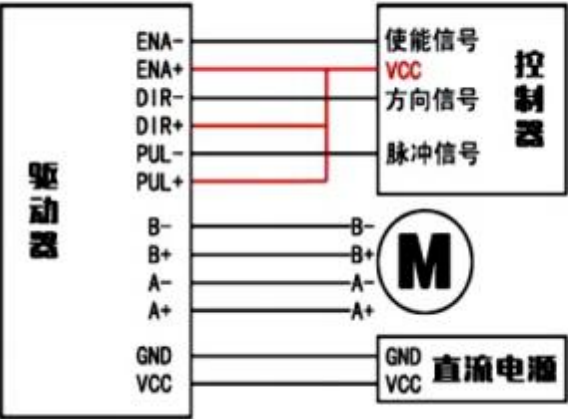 ENA- 使能信号
ENA+ VCC
DIR- 方向信号
DIR+
PUL- 脉冲信号
PUL+
控制器
驱动器
B- B-
B+ B+
A- A-
A+ A+
M
GND GND
VCC VCC
直流电源